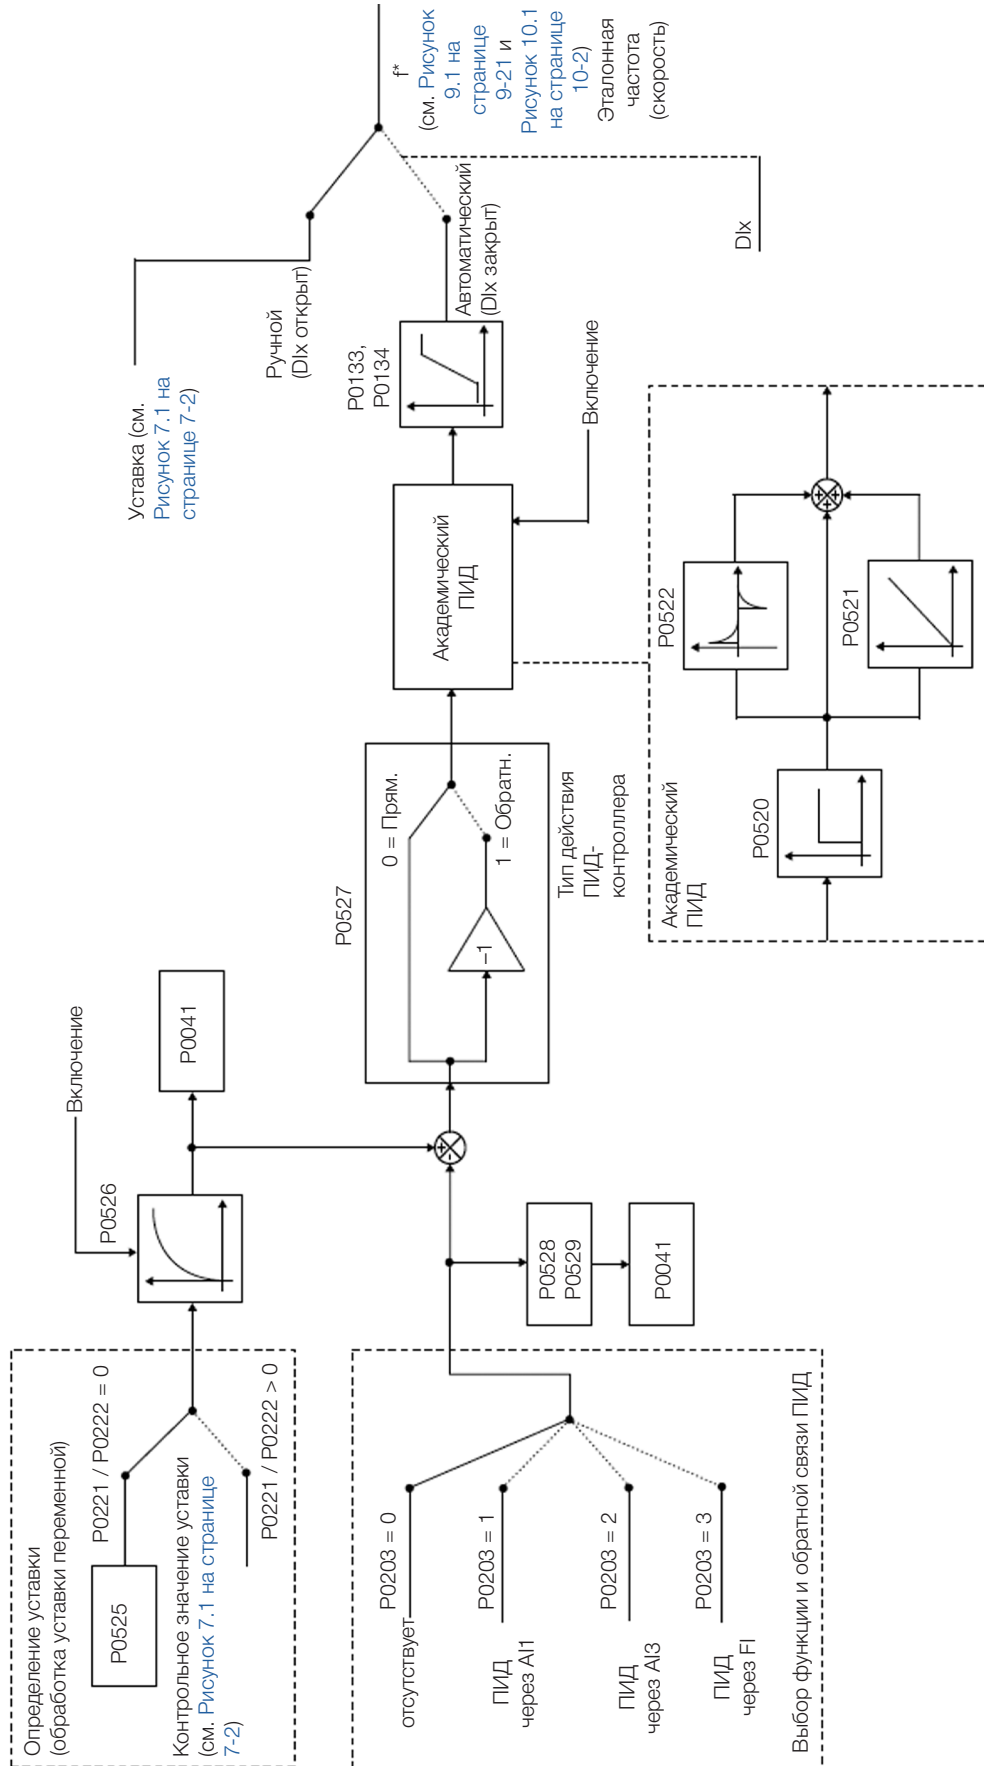 Определение уставки
(обработка уставки переменной)
P0525
P0221 / P0222 = 0
Контрольное значение уставки
(см. Рисунок 7.1 на странице
7-2)
P0221 / P0222 > 0
Включение
P0526
P0041
отсутствует
P0203 = 0
ПИД
через AI1
P0203 = 1
ПИД
через AI3
P0203 = 2
ПИД
через FI
P0203 = 3
Выбор функции и обратной связи ПИД
P0528
P0529
P0041
+
-
P0527
0 = Прям.
–1
1 = Обратн.
Тип действия
ПИД-
контроллера
Академический
ПИД
Включение
P0133,
P0134
Уставка (см.
Рисунок 7.1 на
странице 7-2)
Ручной
(DIx открыт)
Автоматический
(DIx закрыт)
DIx
f*
(см. Рисунок
9.1 на
странице
9-21 и
Рисунок 10.1
на странице
10-2)
Эталонная
частота
(скорость)
Академический
ПИД
P0520
P0522
P0521
+
+
+